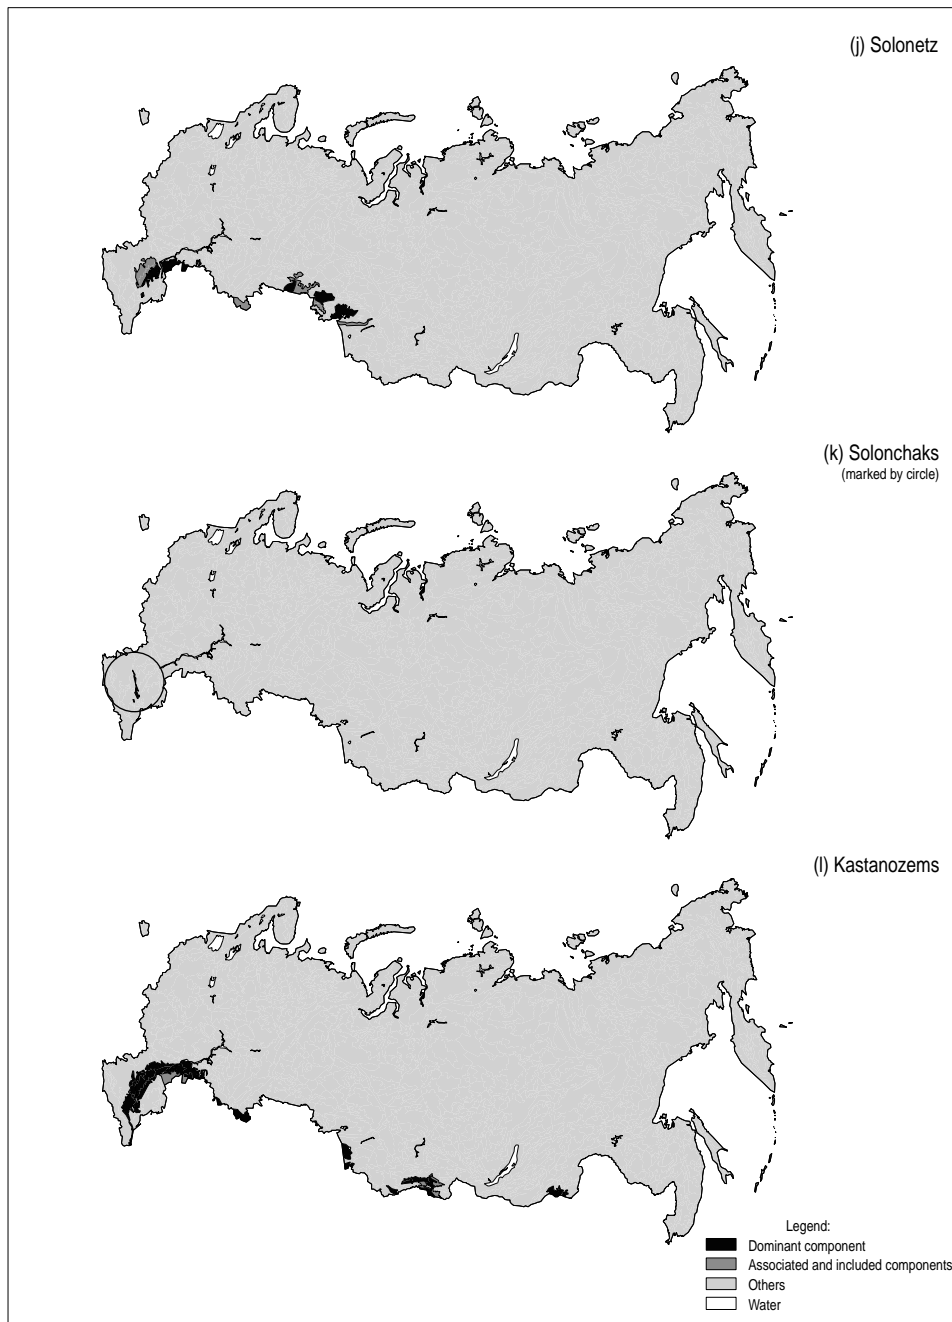 (j) Solonetz
(k) Solonchaks
(marked by circle)
(l) Kastanozems
Legend:
Dominant component
Associated and included components
Others
Water